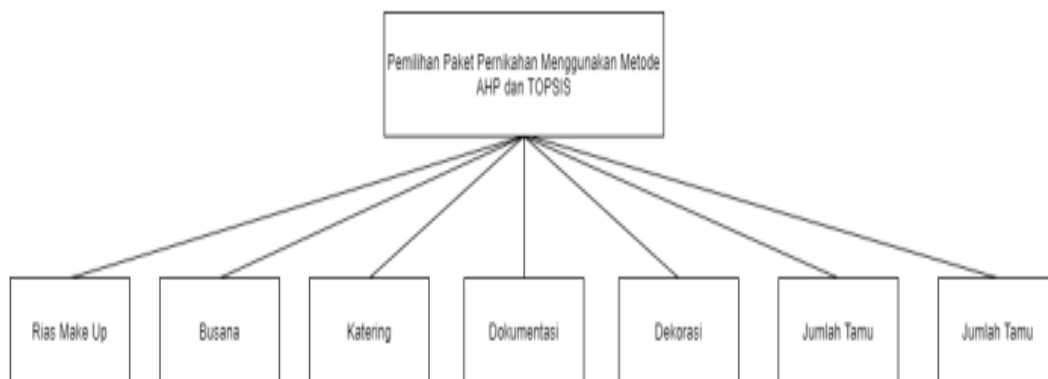 Pemilihan Paket Pernikahan Menggunakan Metode
AHP dan TOPSIS
Rias Make Up
Busana
Katering
Dokumentasi
Dekorasi
Jumlah Tamu
Jumlah Tamu